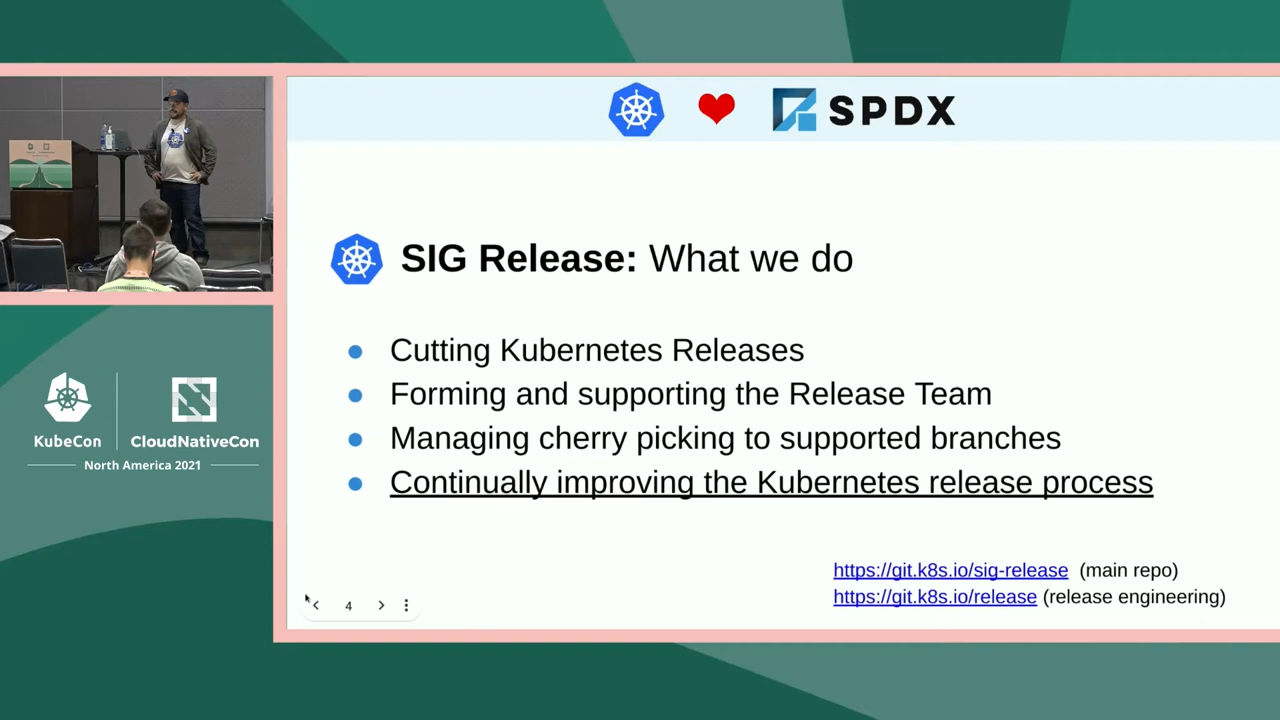 SPDX
SIG Release: What we do
Cutting Kubernetes Releases
Forming and supporting the Release Team
Managing cherry picking to supported branches
Continually improving the Kubernetes release process
https://git.k8s.io/sig-release (main repo)
https://git.k8s.io/release (release engineering)
4
KubeCon
CloudNativeCon
North America 2021